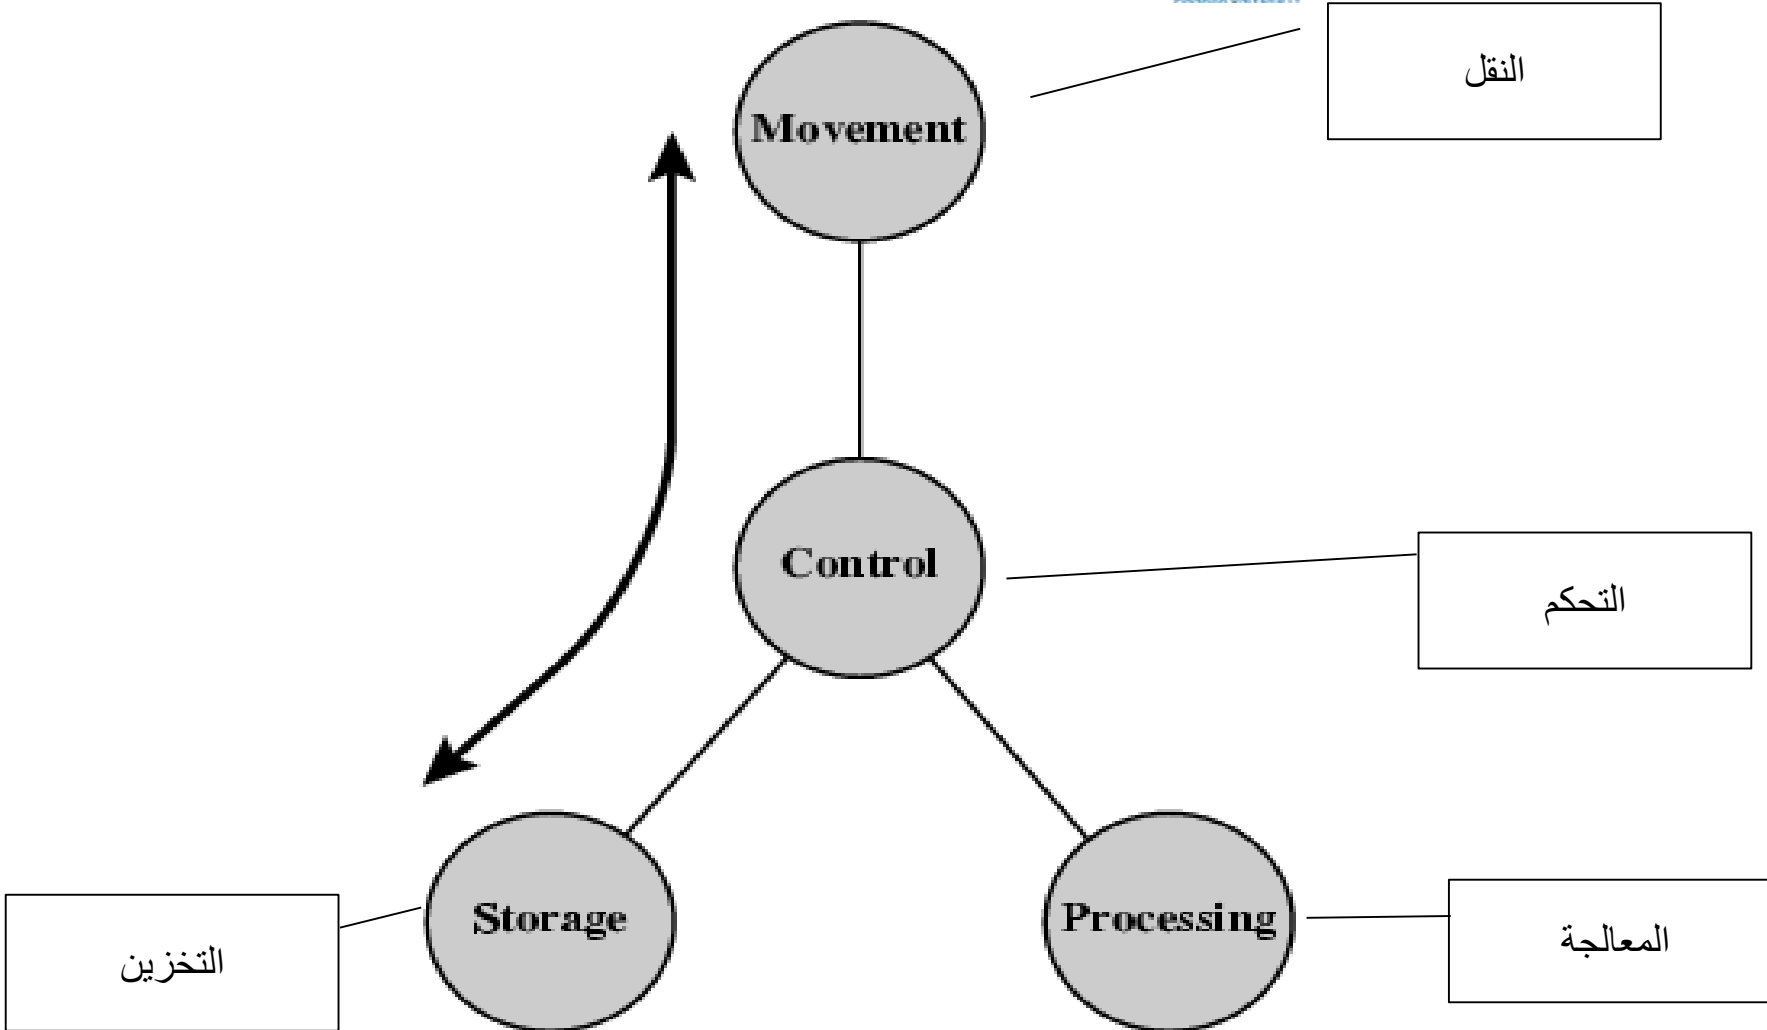 Movement
النقل
Control
التحكم
Storage
التخزين
Processing
المعالجة